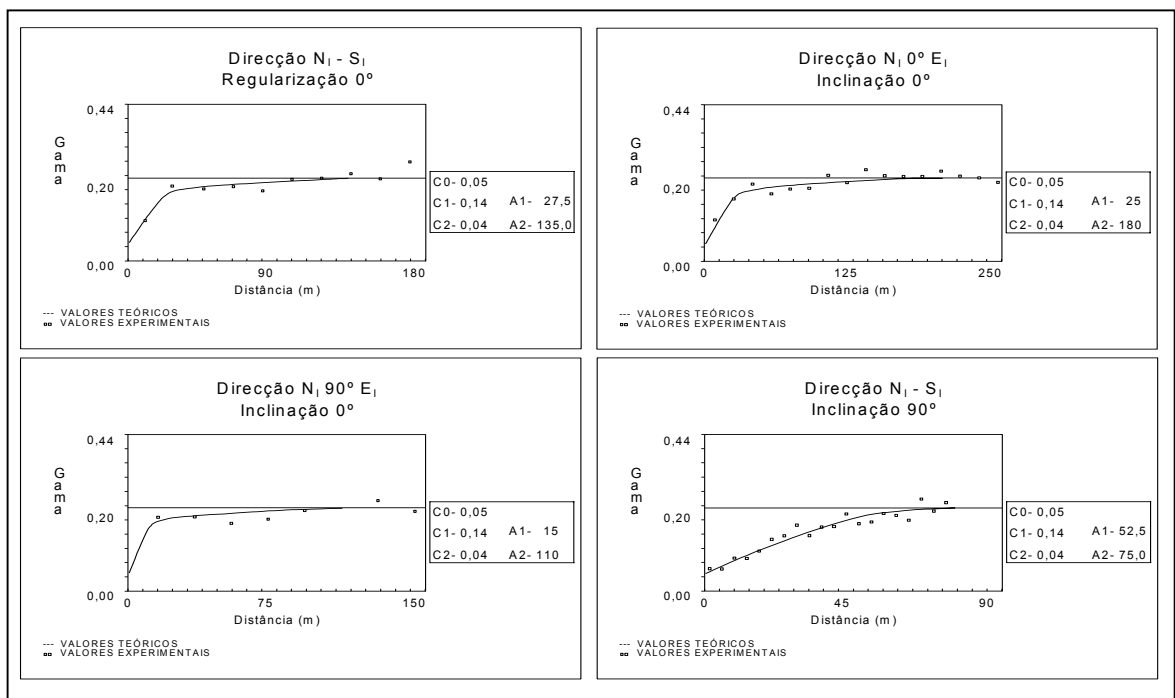 Direcção N_I - S_I
Regularização 0º
0,44
Gama
0,20
0,00
0 90 180
Distância (m)
C0- 0,05
C1- 0,14 A1- 27,5
C2- 0,04 A2- 135,0
--- VALORES TEÓRICOS
VALORES EXPERIMENTAIS
Direcção N_I 0º E_I
Inclinação 0º
0,44
Gama
0,20
0,00
0 125 250
Distância (m)
C0- 0,05
C1- 0,14 A1- 25
C2- 0,04 A2- 180
--- VALORES TEÓRICOS
VALORES EXPERIMENTAIS
Direcção N_I 90º E_I
Inclinação 0º
0,44
Gama
0,20
0,00
0 75 150
Distância (m)
C0- 0,05
C1- 0,14 A1- 15
C2- 0,04 A2- 110
--- VALORES TEÓRICOS
VALORES EXPERIMENTAIS
Direcção N_I - S_I
Inclinação 90º
0,44
Gama
0,20
0,00
0 45 90
Distância (m)
C0- 0,05
C1- 0,14 A1- 52,5
C2- 0,04 A2- 75,0
--- VALORES TEÓRICOS
VALORES EXPERIMENTAIS